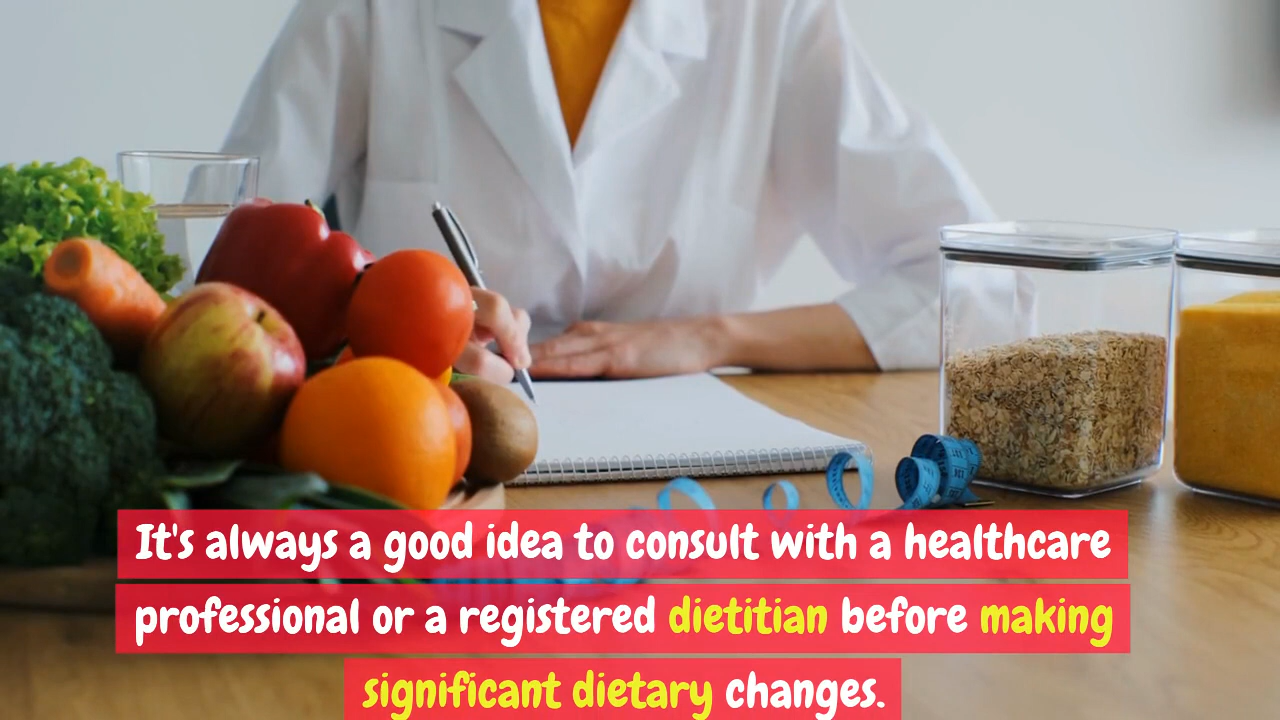 It's always a good idea to consult with a healthcare
professional or a registered dietitian before making
significant dietary changes.